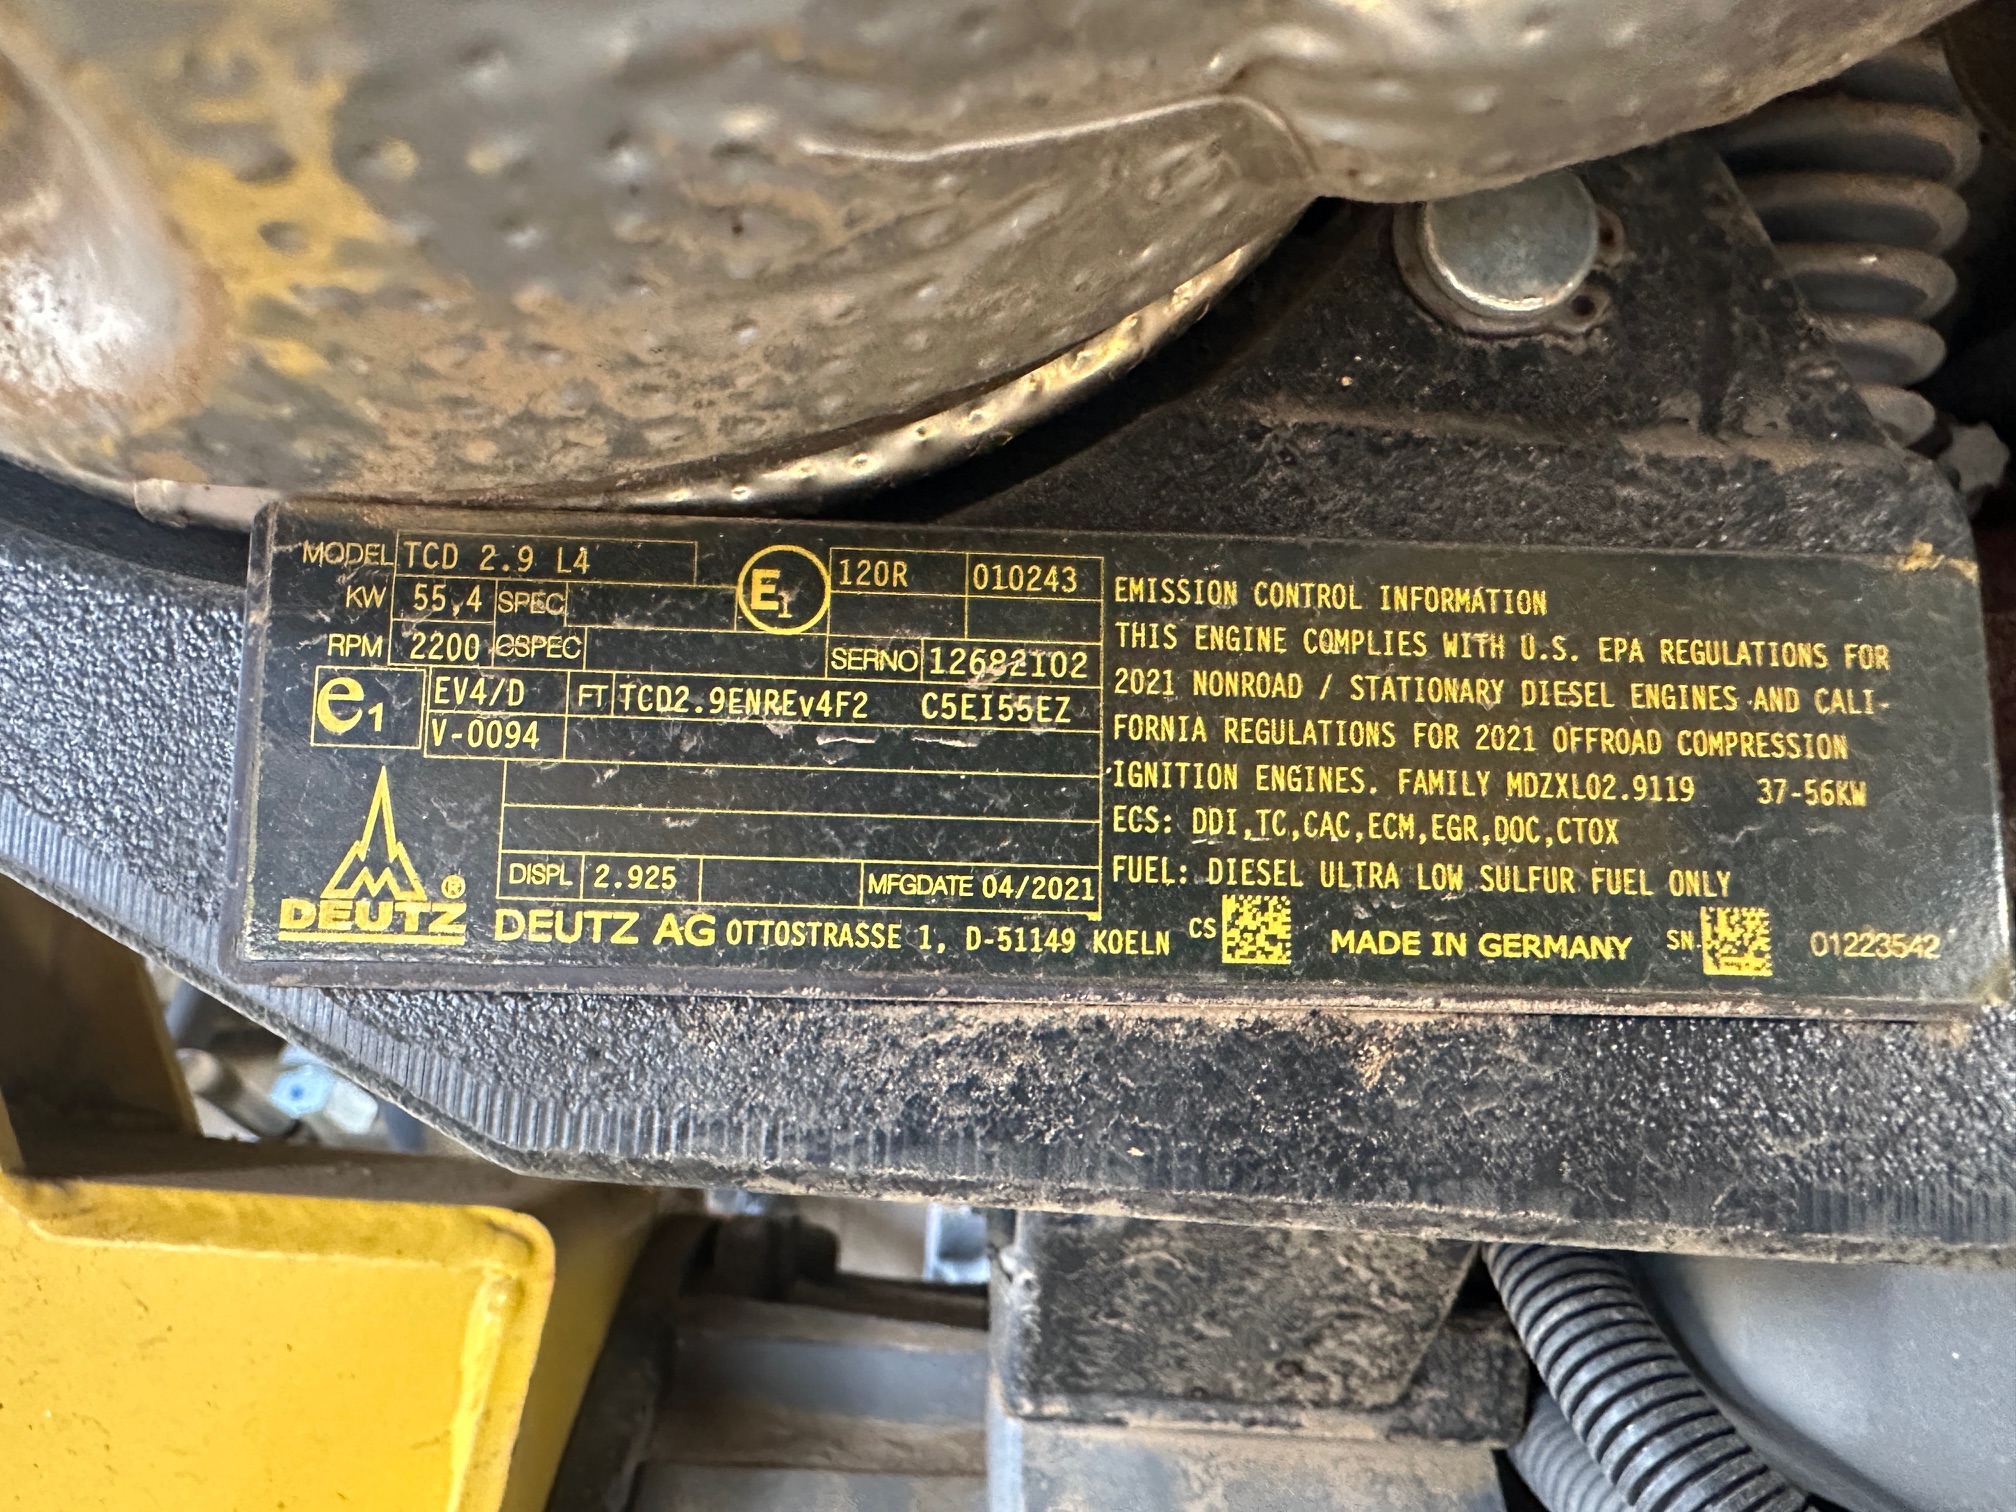 MODEL TCD 2.9 L4
KW 55,4 SPEC
RPM 2200 GSPEC
E1 120R 010243
SERNO 12682102
e1 EV4/D FT TCD2.9ENREv4F2 C5EI55EZ
V-0094
DISPL 2.925 MFGDATE 04/2021
DEUTZ ®
DEUTZ AG OTTOSTRASSE 1, D-51149 KOELN
EMISSION CONTROL INFORMATION
THIS ENGINE COMPLIES WITH U.S. EPA REGULATIONS FOR
2021 NONROAD / STATIONARY DIESEL ENGINES AND CALI-
FORNIA REGULATIONS FOR 2021 OFFROAD COMPRESSION
IGNITION ENGINES. FAMILY MDZXL02.9119 37-56KW
ECS: DDI,TC,CAC,ECM,EGR,DOC,CTOX
FUEL: DIESEL ULTRA LOW SULFUR FUEL ONLY
CS MADE IN GERMANY SN 01223542